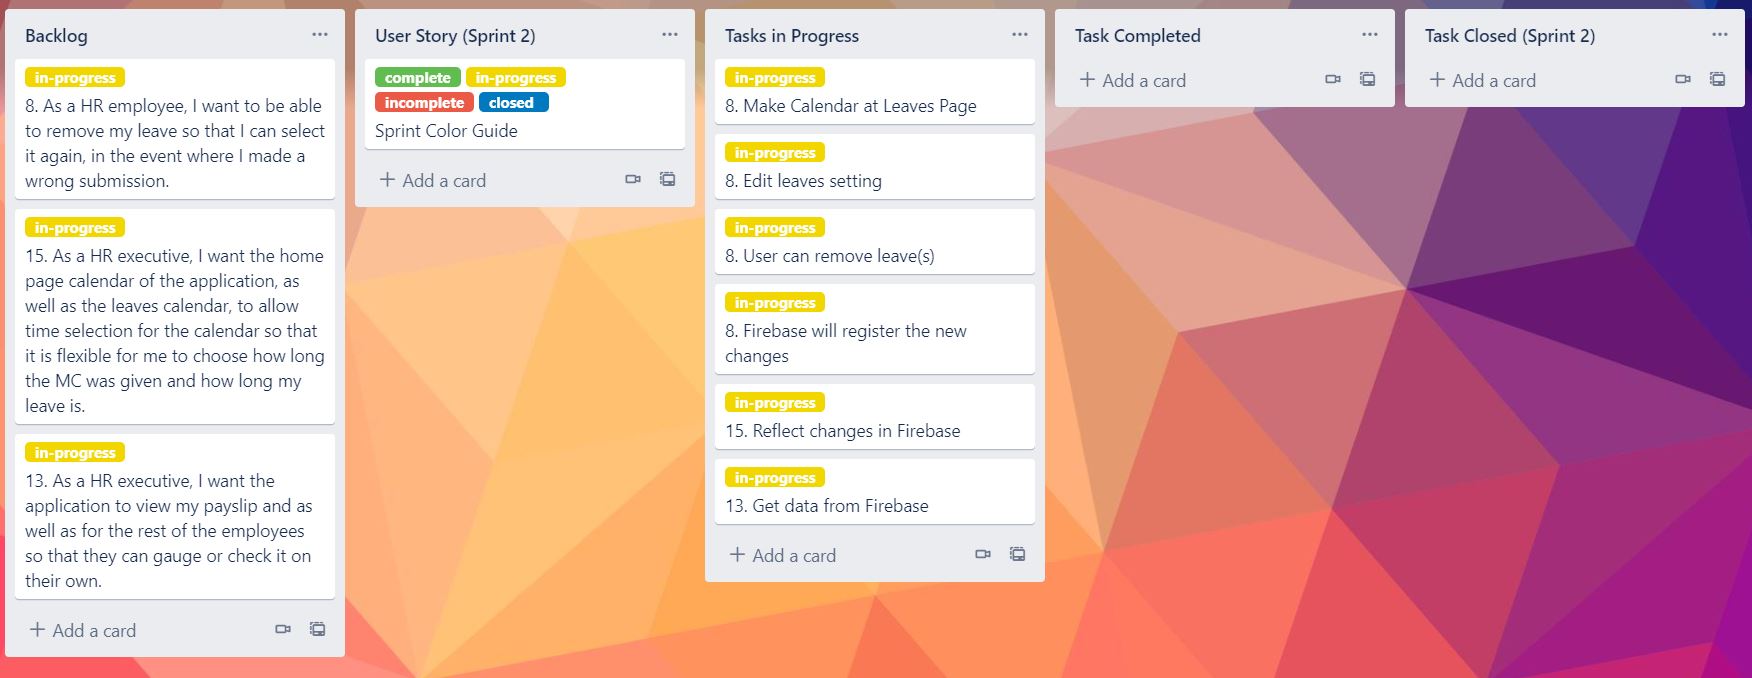 Backlog
in-progress
8. As a HR employee, I want to be able
to remove my leave so that I can select
it again, in the event where I made a
wrong submission.
in-progress
15. As a HR executive, I want the home
page calendar of the application, as
well as the leaves calendar, to allow
time selection for the calendar so that
it is flexible for me to choose how long
the MC was given and how long my
leave is.
in-progress
13. As a HR executive, I want the
application to view my payslip and as
well as for the rest of the employees
so that they can gauge or check it on
their own.
+ Add a card
User Story (Sprint 2)
complete in-progress
incomplete closed
Sprint Color Guide
+ Add a card
Tasks in Progress
in-progress
8. Make Calendar at Leaves Page
in-progress
8. Edit leaves setting
in-progress
8. User can remove leave(s)
in-progress
8. Firebase will register the new
changes
in-progress
15. Reflect changes in Firebase
in-progress
13. Get data from Firebase
+ Add a card
Task Completed
+ Add a card
Task Closed (Sprint 2)
+ Add a card